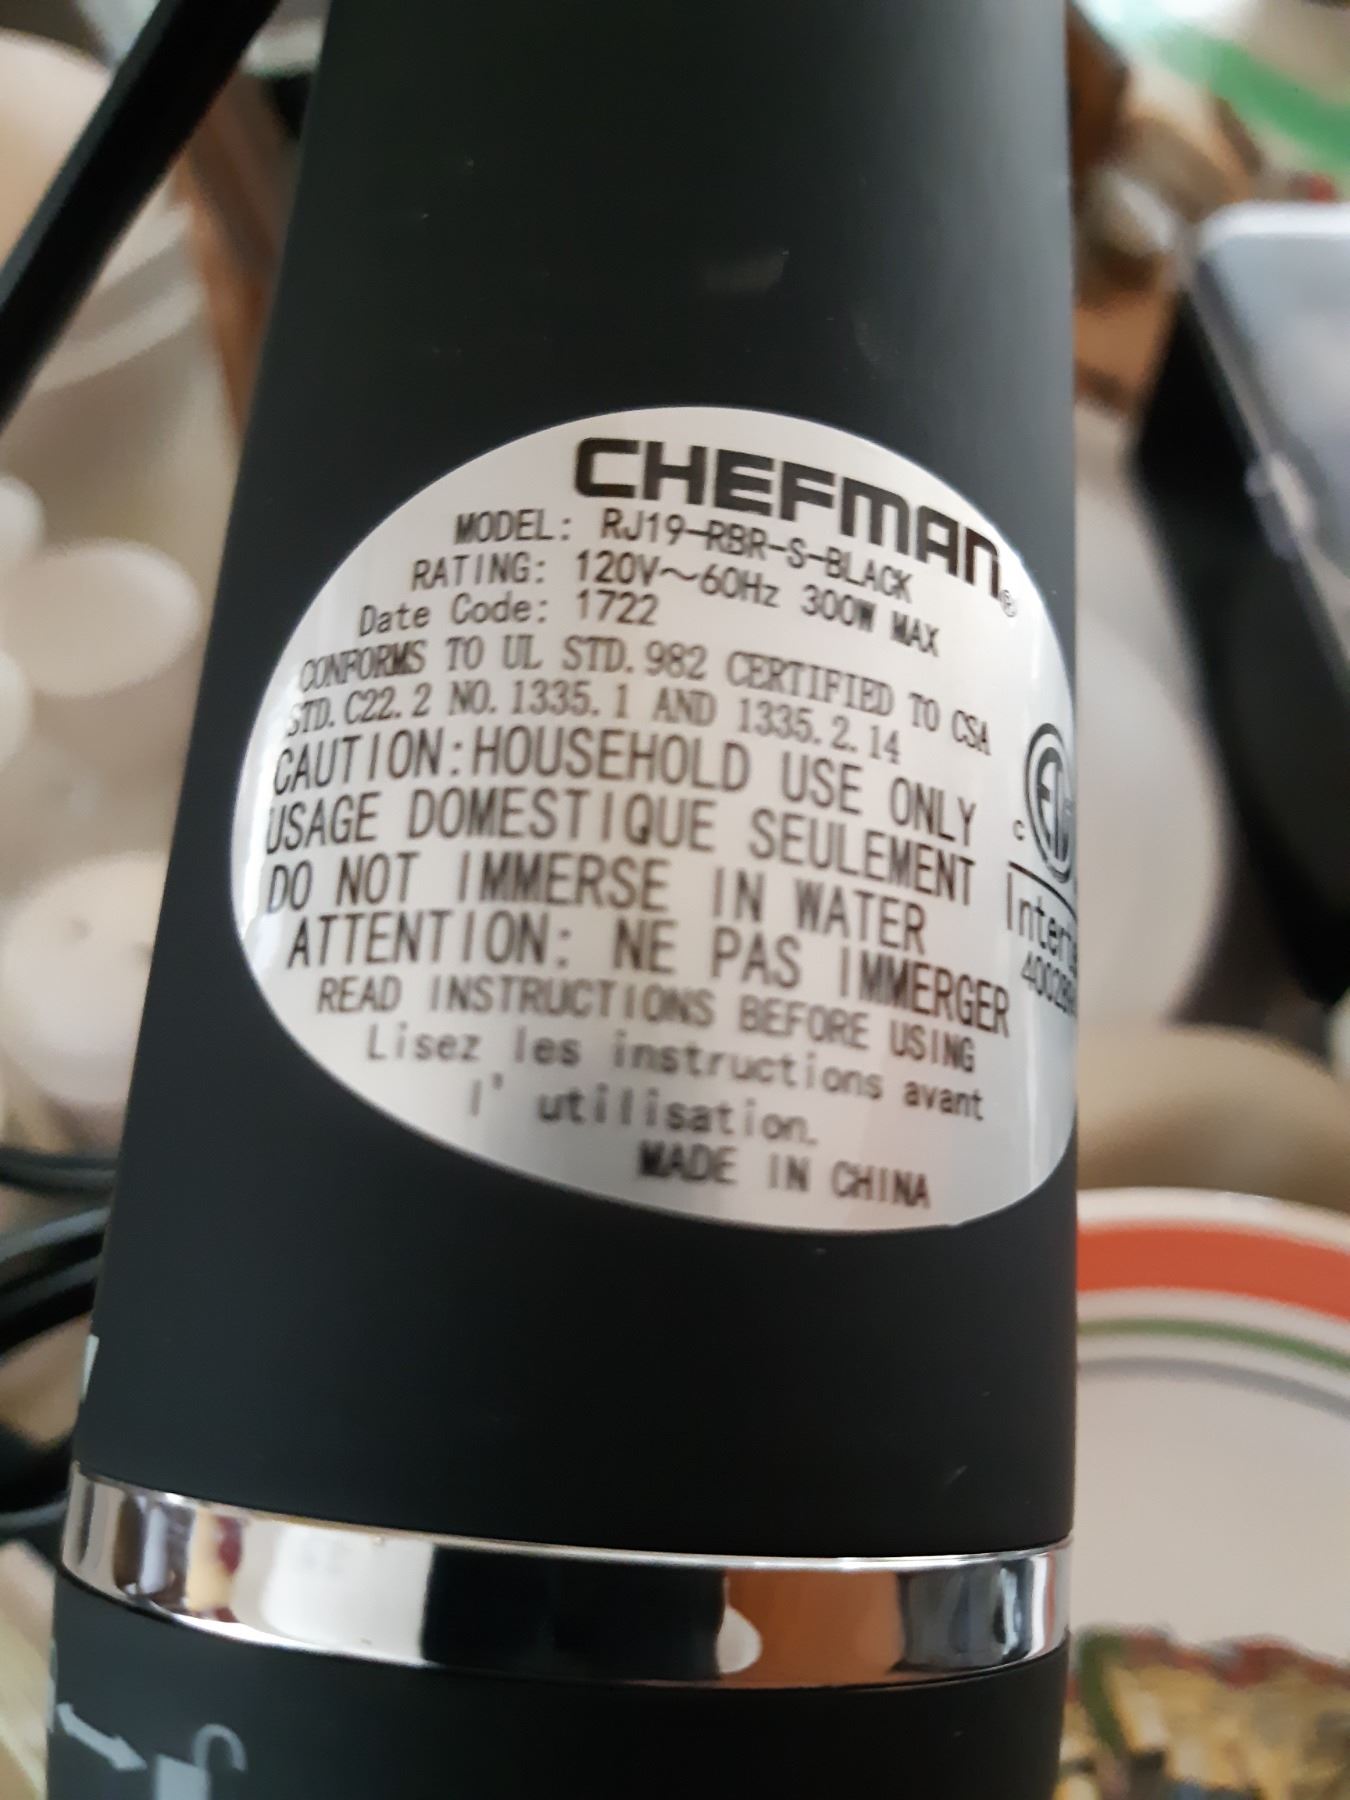 CHEFMAN®
MODEL: RJ19-RBR-S-BLACK
RATING: 120V~60Hz 300W MAX
Date Code: 1722
CONFORMS TO UL STD. 982 CERTIFIED TO CSA
STD. C22. 2 NO. 1335. 1 AND 1335. 2. 14
CAUTION: HOUSEHOLD USE ONLY
USAGE DOMESTIQUE SEULEMENT
DO NOT IMMERSE IN WATER
ATTENTION: NE PAS IMMERGER
READ INSTRUCTIONS BEFORE USING
Lisez les instructions avant
l' utilisation.
MADE IN CHINA
c